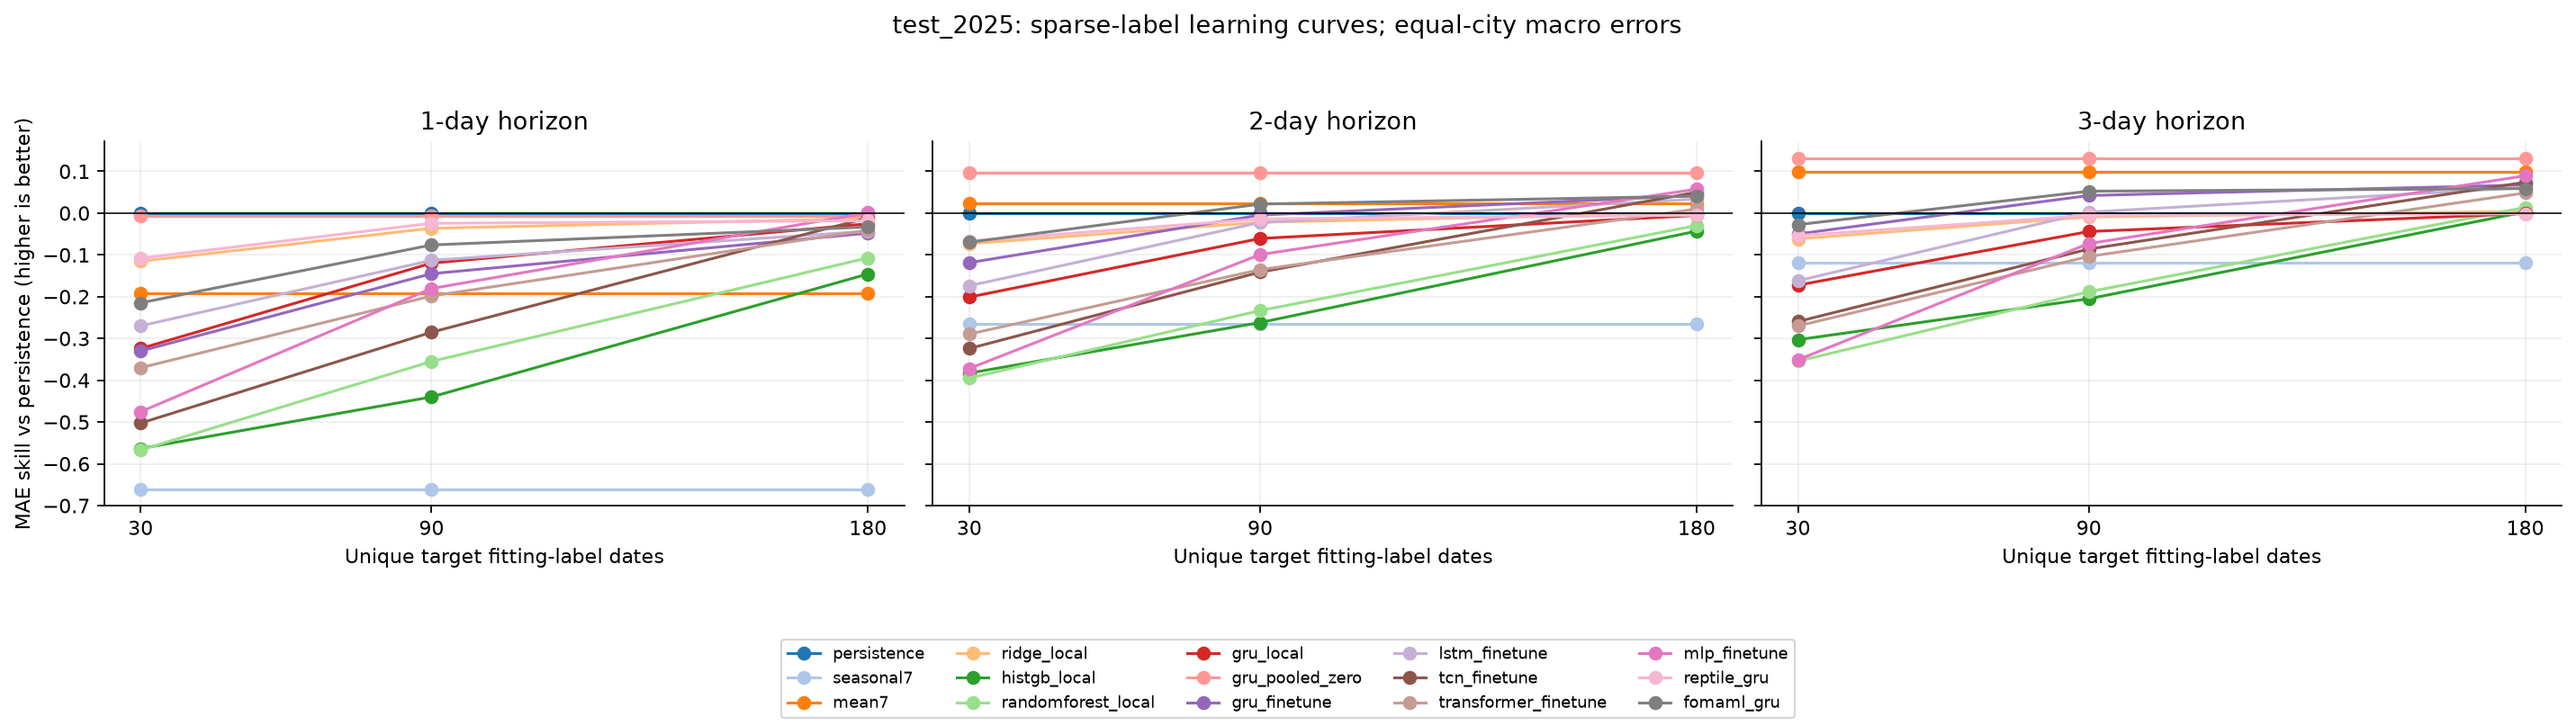 test_2025: sparse-label learning curves; equal-city macro errors
1-day horizon
2-day horizon
3-day horizon
MAE skill vs persistence (higher is better)
0.1
0.0
−0.1
−0.2
−0.3
−0.4
−0.5
−0.6
−0.7
30 90 180
30 90 180
30 90 180
Unique target fitting-label dates
Unique target fitting-label dates
Unique target fitting-label dates
persistence ridge_local gru_local lstm_finetune mlp_finetune
seasonal7 histgb_local gru_pooled_zero tcn_finetune reptile_gru
mean7 randomforest_local gru_finetune transformer_finetune fomaml_gru